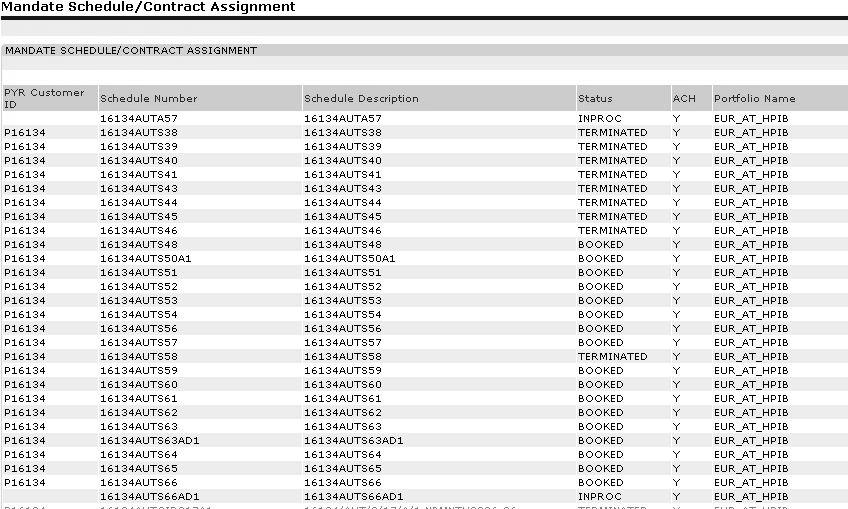 Mandate Schedule/Contract Assignment
MANDATE SCHEDULE/CONTRACT ASSIGNMENT
PYR Customer ID Schedule Number Schedule Description Status ACH Portfolio Name
16134AUTA57 16134AUTA57 INPROC Y EUR_AT_HPIB
P16134 16134AUTS38 16134AUTS38 TERMINATED Y EUR_AT_HPIB
P16134 16134AUTS39 16134AUTS39 TERMINATED Y EUR_AT_HPIB
P16134 16134AUTS40 16134AUTS40 TERMINATED Y EUR_AT_HPIB
P16134 16134AUTS41 16134AUTS41 TERMINATED Y EUR_AT_HPIB
P16134 16134AUTS43 16134AUTS43 TERMINATED Y EUR_AT_HPIB
P16134 16134AUTS44 16134AUTS44 TERMINATED Y EUR_AT_HPIB
P16134 16134AUTS45 16134AUTS45 TERMINATED Y EUR_AT_HPIB
P16134 16134AUTS46 16134AUTS46 TERMINATED Y EUR_AT_HPIB
P16134 16134AUTS48 16134AUTS48 BOOKED Y EUR_AT_HPIB
P16134 16134AUTS50A1 16134AUTS50A1 BOOKED Y EUR_AT_HPIB
P16134 16134AUTS51 16134AUTS51 BOOKED Y EUR_AT_HPIB
P16134 16134AUTS52 16134AUTS52 BOOKED Y EUR_AT_HPIB
P16134 16134AUTS53 16134AUTS53 BOOKED Y EUR_AT_HPIB
P16134 16134AUTS54 16134AUTS54 BOOKED Y EUR_AT_HPIB
P16134 16134AUTS56 16134AUTS56 BOOKED Y EUR_AT_HPIB
P16134 16134AUTS57 16134AUTS57 BOOKED Y EUR_AT_HPIB
P16134 16134AUTS58 16134AUTS58 TERMINATED Y EUR_AT_HPIB
P16134 16134AUTS59 16134AUTS59 BOOKED Y EUR_AT_HPIB
P16134 16134AUTS60 16134AUTS60 BOOKED Y EUR_AT_HPIB
P16134 16134AUTS61 16134AUTS61 BOOKED Y EUR_AT_HPIB
P16134 16134AUTS62 16134AUTS62 BOOKED Y EUR_AT_HPIB
P16134 16134AUTS63 16134AUTS63 BOOKED Y EUR_AT_HPIB
P16134 16134AUTS63AD1 16134AUTS63AD1 BOOKED Y EUR_AT_HPIB
P16134 16134AUTS64 16134AUTS64 BOOKED Y EUR_AT_HPIB
P16134 16134AUTS65 16134AUTS65 BOOKED Y EUR_AT_HPIB
P16134 16134AUTS66 16134AUTS66 BOOKED Y EUR_AT_HPIB
16134AUTS66AD1 16134AUTS66AD1 INPROC Y EUR_AT_HPIB